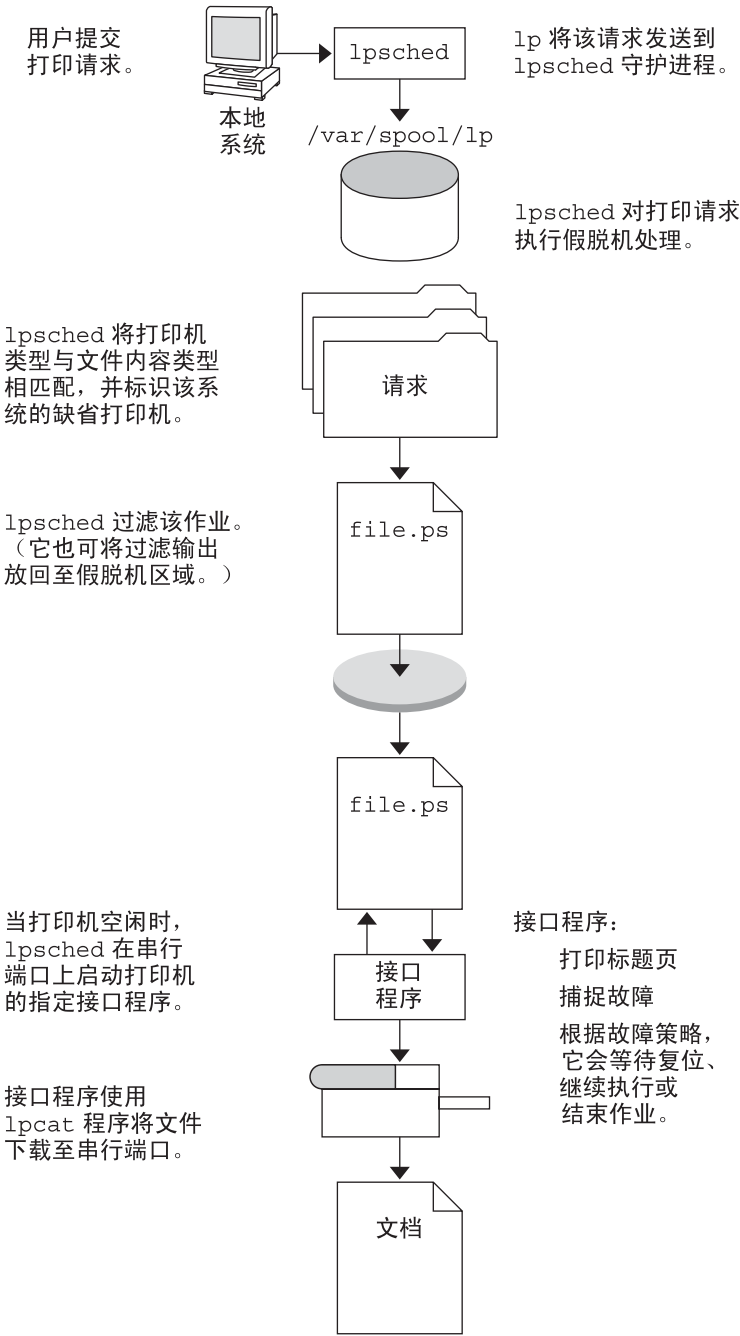 用户提交
打印请求。
lpsched
lp 将该请求发送到
lpsched 守护进程。
本地
系统
/var/spool/lp
lpsched 对打印请求
执行假脱机处理。
lpsched 将打印机
类型与文件内容类型
相匹配，并标识该系
统的缺省打印机。
请求
lpsched 过滤该作业。
（它也可将过滤输出
放回至假脱机区域。）
file.ps
file.ps
当打印机空闲时，
lpsched 在串行
端口上启动打印机
的指定接口程序。
接口
程序
接口程序：
打印标题页
捕捉故障
根据故障策略，
它会等待复位、
继续执行或
结束作业。
接口程序使用
lpcat 程序将文件
下载至串行端口。
文档